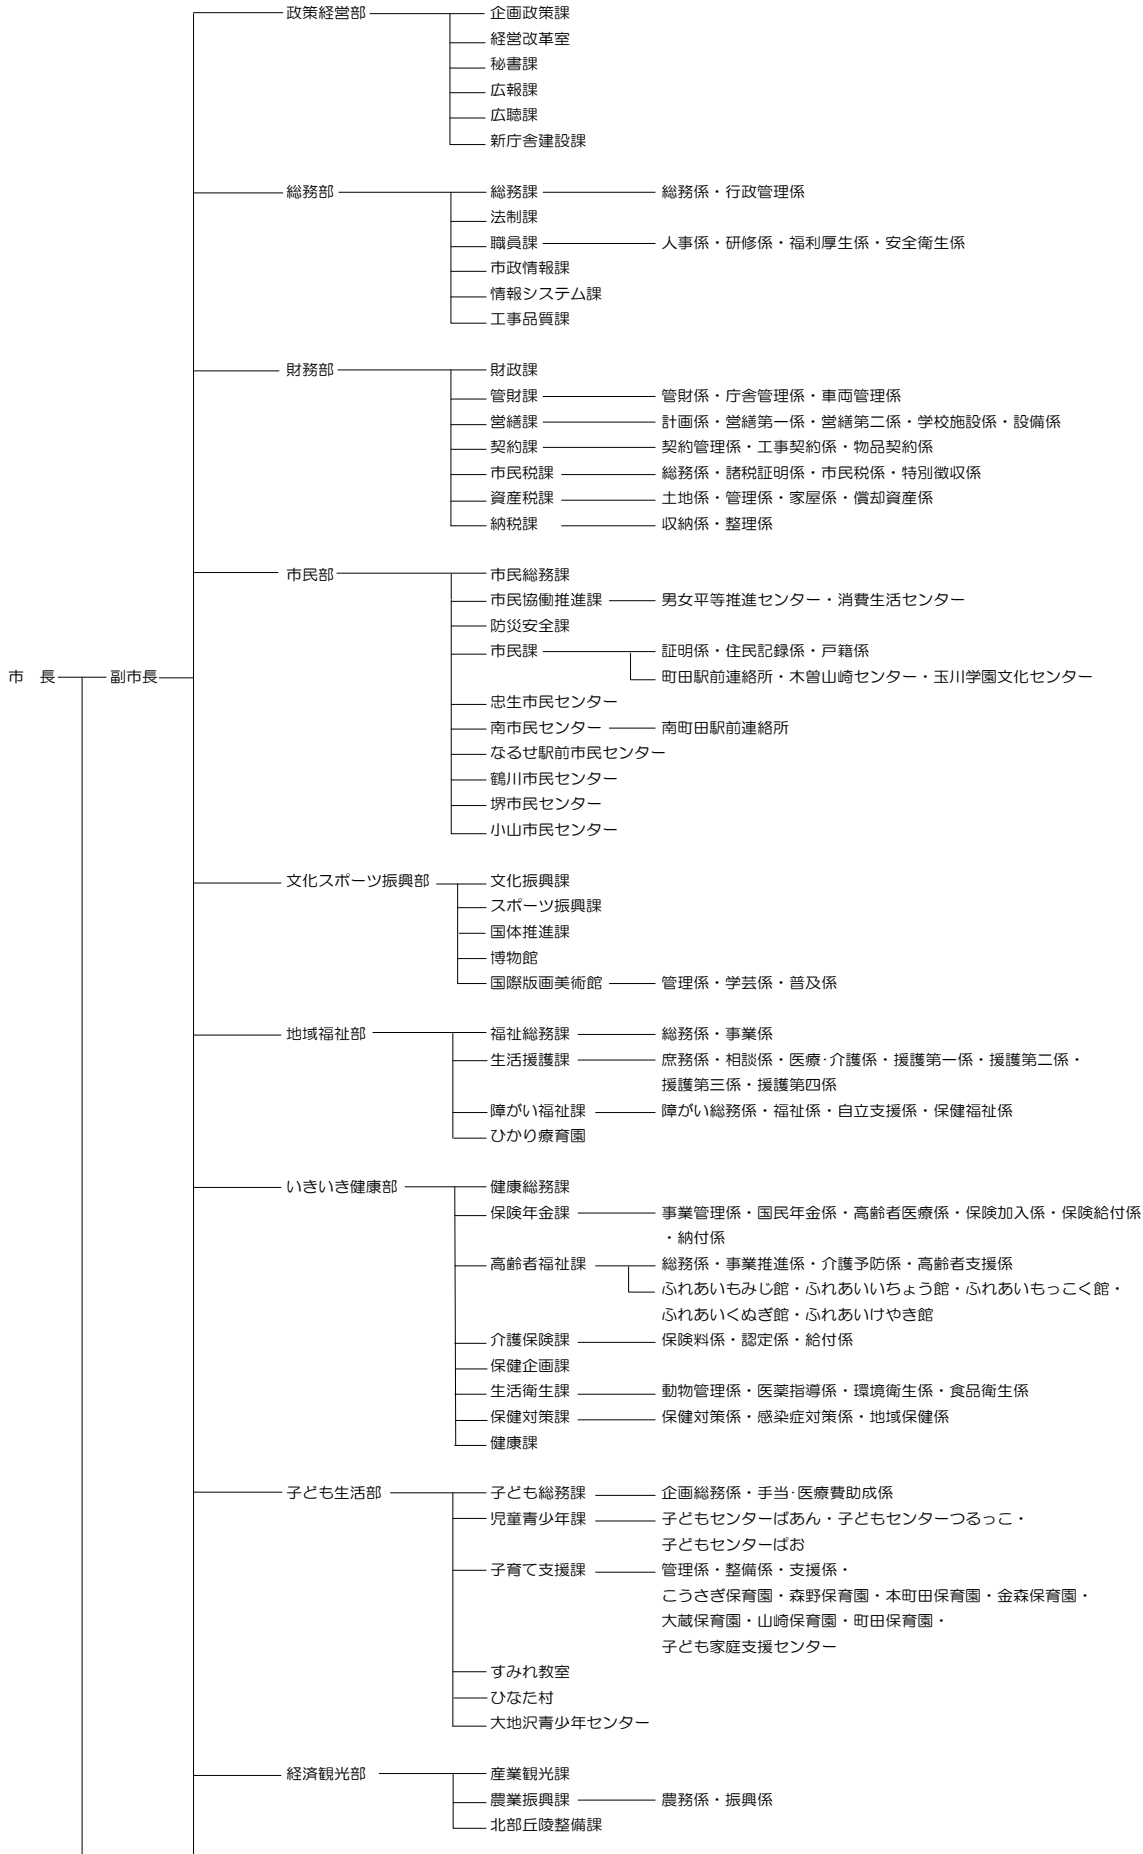 政策経営部 企画政策課
経営改革室
秘書課
広報課
広聴課
新庁舎建設課
総務部 総務課 総務係・行政管理係
法制課
職員課 人事係・研修係・福利厚生係・安全衛生係
市政情報課
情報システム課
工事品質課
財務部 財政課
管財課 管財係・庁舎管理係・車両管理係
営繕課 計画係・営繕第一係・営繕第二係・学校施設係・設備係
契約課 契約管理係・工事契約係・物品契約係
市民税課 総務係・諸税証明係・市民税係・特別徴収係
資産税課 土地係・管理係・家屋係・償却資産係
納税課 収納係・整理係
市民部 市民総務課
市民協働推進課 男女平等推進センター・消費生活センター
防災安全課
市民課 証明係・住民記録係・戸籍係
市　長 副市長 町田駅前連絡所・木曽山崎センター・玉川学園文化センター
忠生市民センター
南市民センター 南町田駅前連絡所
なるせ駅前市民センター
鶴川市民センター
堺市民センター
小山市民センター
文化スポーツ振興部 文化振興課
スポーツ振興課
国体推進課
博物館
国際版画美術館 管理係・学芸係・普及係
地域福祉部 福祉総務課 総務係・事業係
生活援護課 庶務係・相談係・医療・介護係・援護第一係・援護第二係・
援護第三係・援護第四係
障がい福祉課 障がい総務係・福祉係・自立支援係・保健福祉係
ひかり療育園
いきいき健康部 健康総務課
保険年金課 事業管理係・国民年金係・高齢者医療係・保険加入係・保険給付係
・納付係
高齢者福祉課 総務係・事業推進係・介護予防係・高齢者支援係
ふれあいもみじ館・ふれあいいちょう館・ふれあいもっこく館・
ふれあいくぬぎ館・ふれあいけやき館
介護保険課 保険料係・認定係・給付係
保健企画課
生活衛生課 動物管理係・医薬指導係・環境衛生係・食品衛生係
保健対策課 保健対策係・感染症対策係・地域保健係
健康課
子ども生活部 子ども総務課 企画総務係・手当・医療費助成係
児童青少年課 子どもセンターばあん・子どもセンターつるっこ・
子どもセンターぱお
子育て支援課 管理係・整備係・支援係・
こうさぎ保育園・森野保育園・本町田保育園・金森保育園・
大蔵保育園・山崎保育園・町田保育園・
子ども家庭支援センター
すみれ教室
ひなた村
大地沢青少年センター
経済観光部 産業観光課
農業振興課 農務係・振興係
北部丘陵整備課